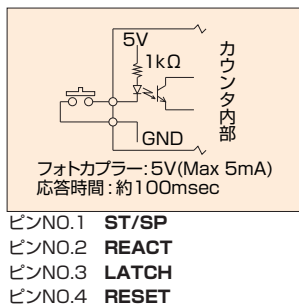 5V
1kΩ
カウンタ内部
GND
フォトカプラー:5V(Max 5mA)
応答時間:約100msec
ピンNO.1 ST/SP
ピンNO.2 REACT
ピンNO.3 LATCH
ピンNO.4 RESET